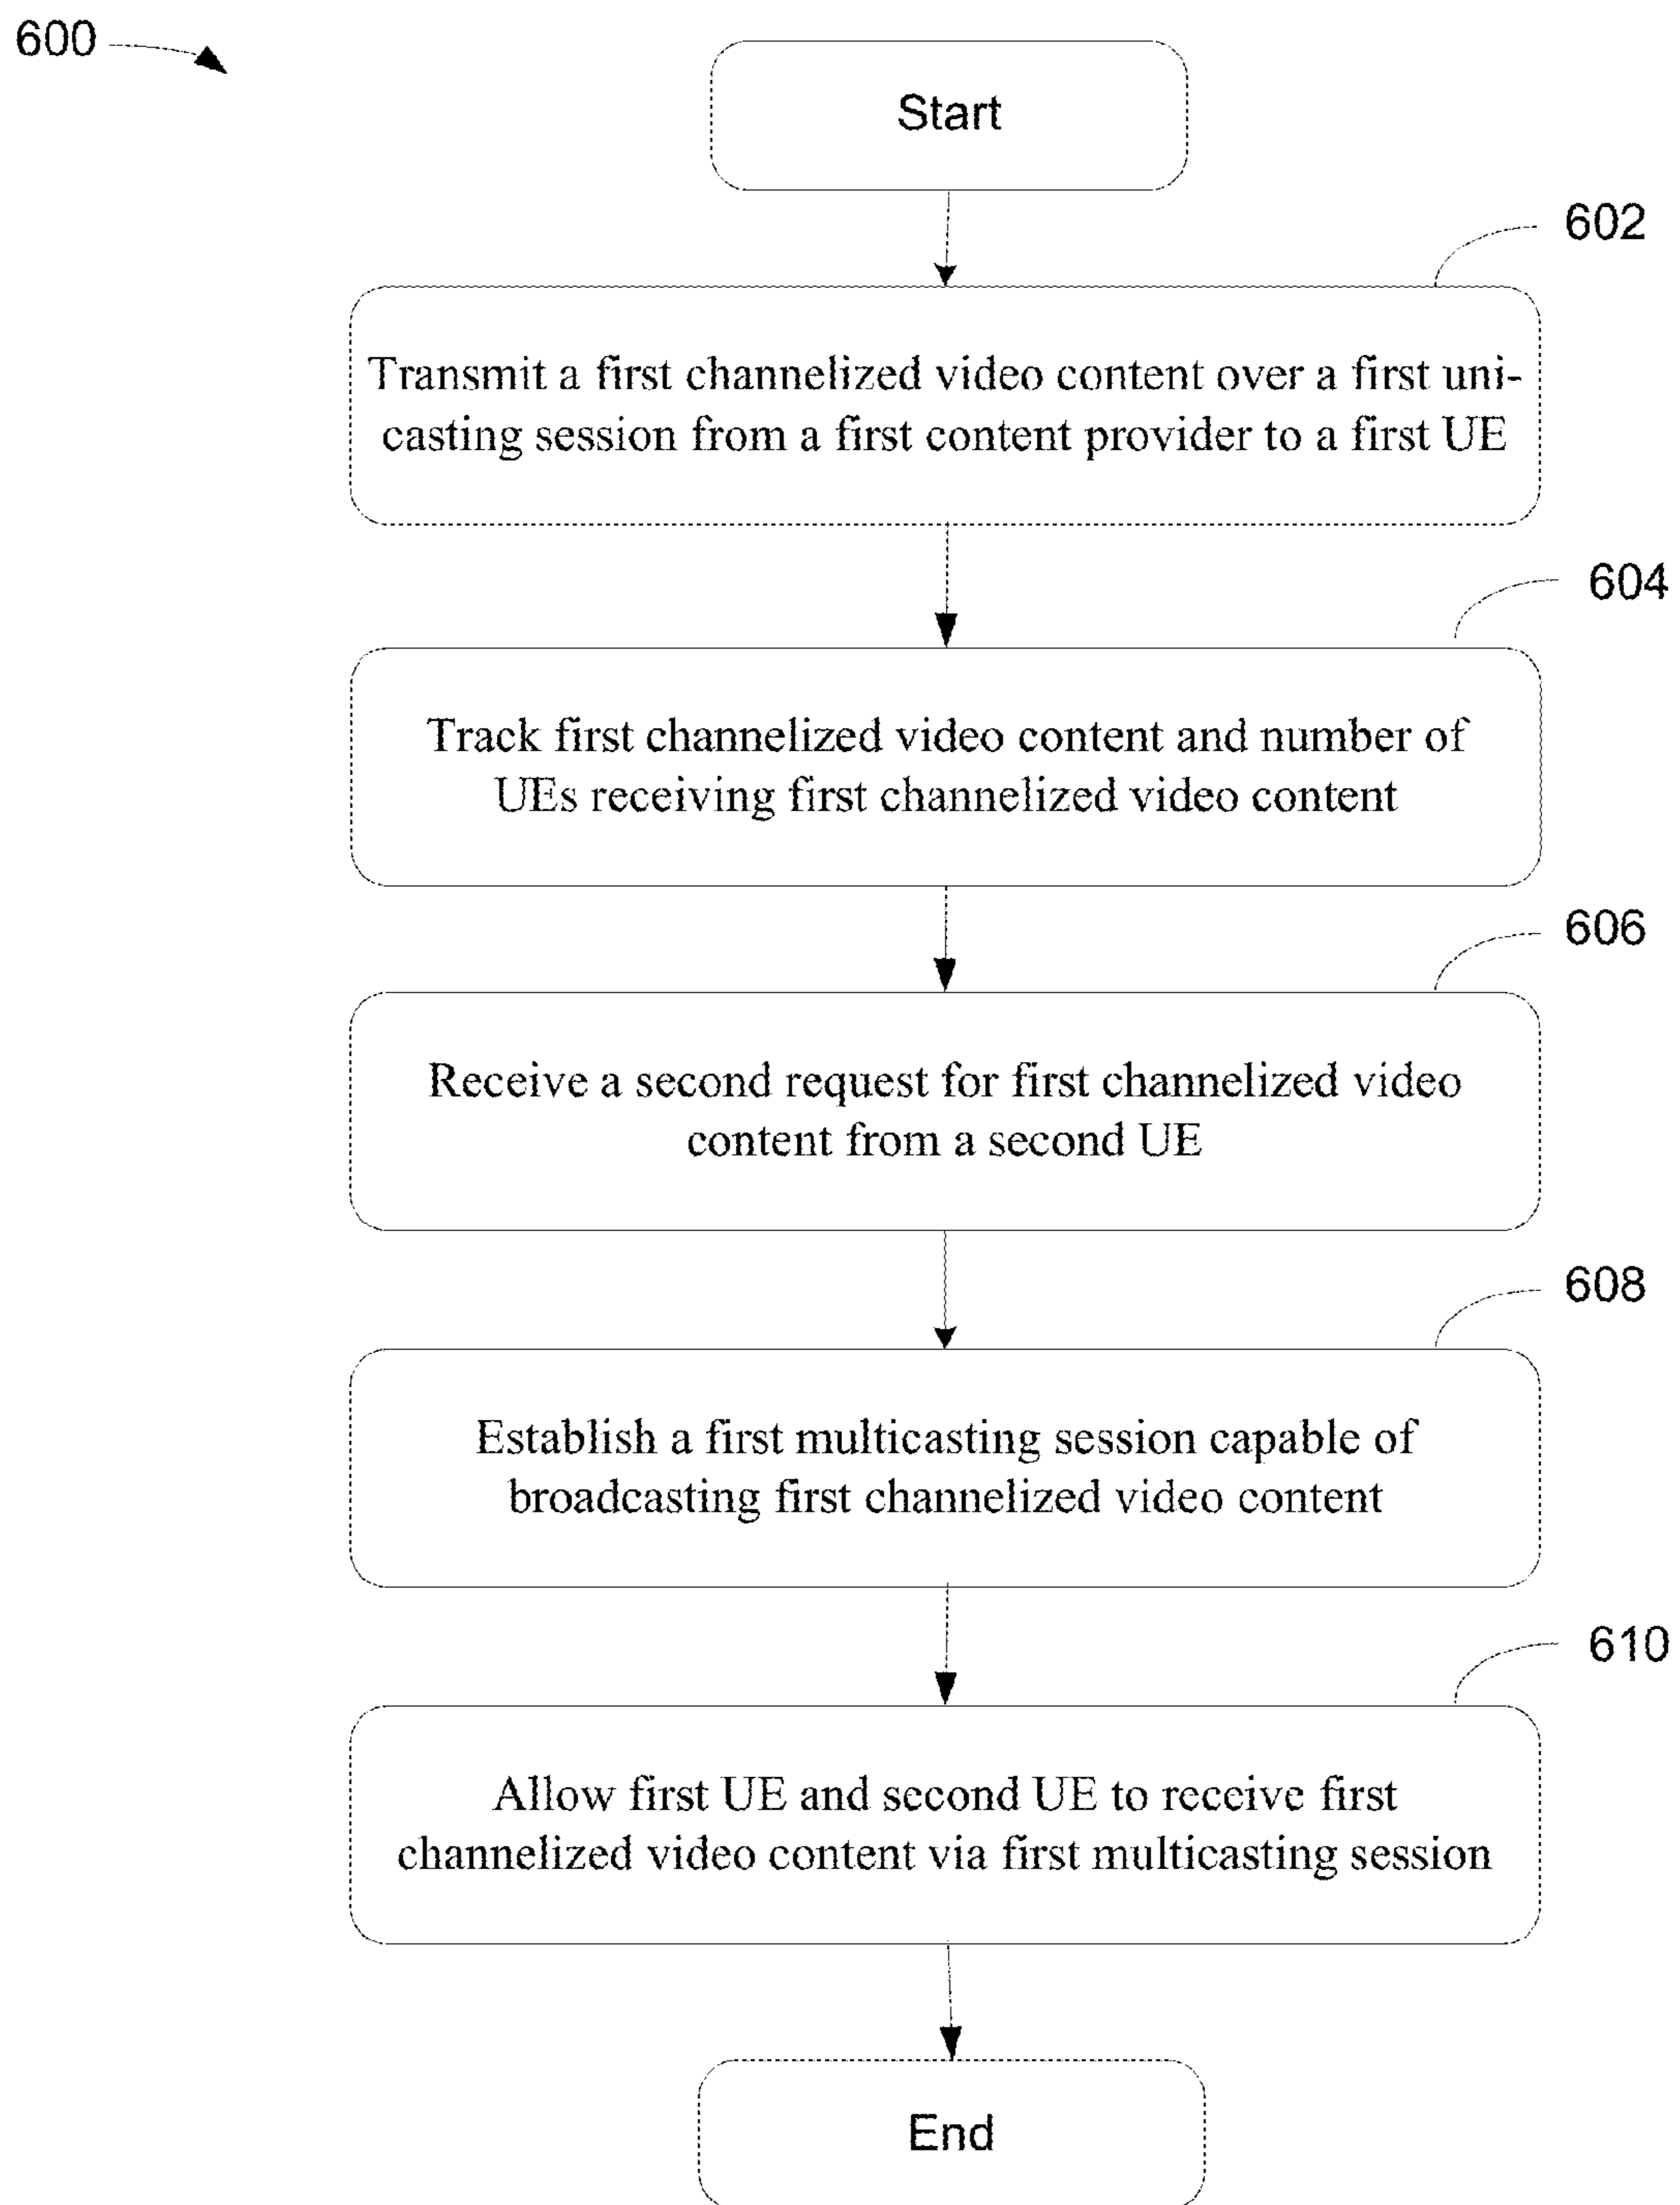 600
Start
602
Transmit a first channelized video content over a first uni-
casting session from a first content provider to a first UE
604
Track first channelized video content and number of
UEs receiving first channelized video content
606
Receive a second request for first channelized video
content from a second UE
608
Establish a first multicasting session capable of
broadcasting first channelized video content
610
Allow first UE and second UE to receive first
channelized video content via first multicasting session
End